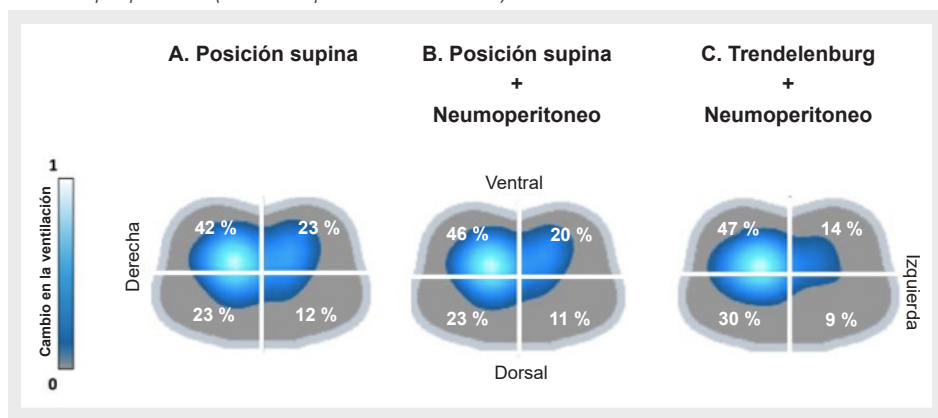 A. Posición supina
B. Posición supina
+
Neumoperitoneo
C. Trendelenburg
+
Neumoperitoneo
1
Cambio en la ventilación
0
Derecha
Ventral
Izquierda
Dorsal
42 %
23 %
23 %
12 %
46 %
20 %
23 %
11 %
47 %
14 %
30 %
9 %